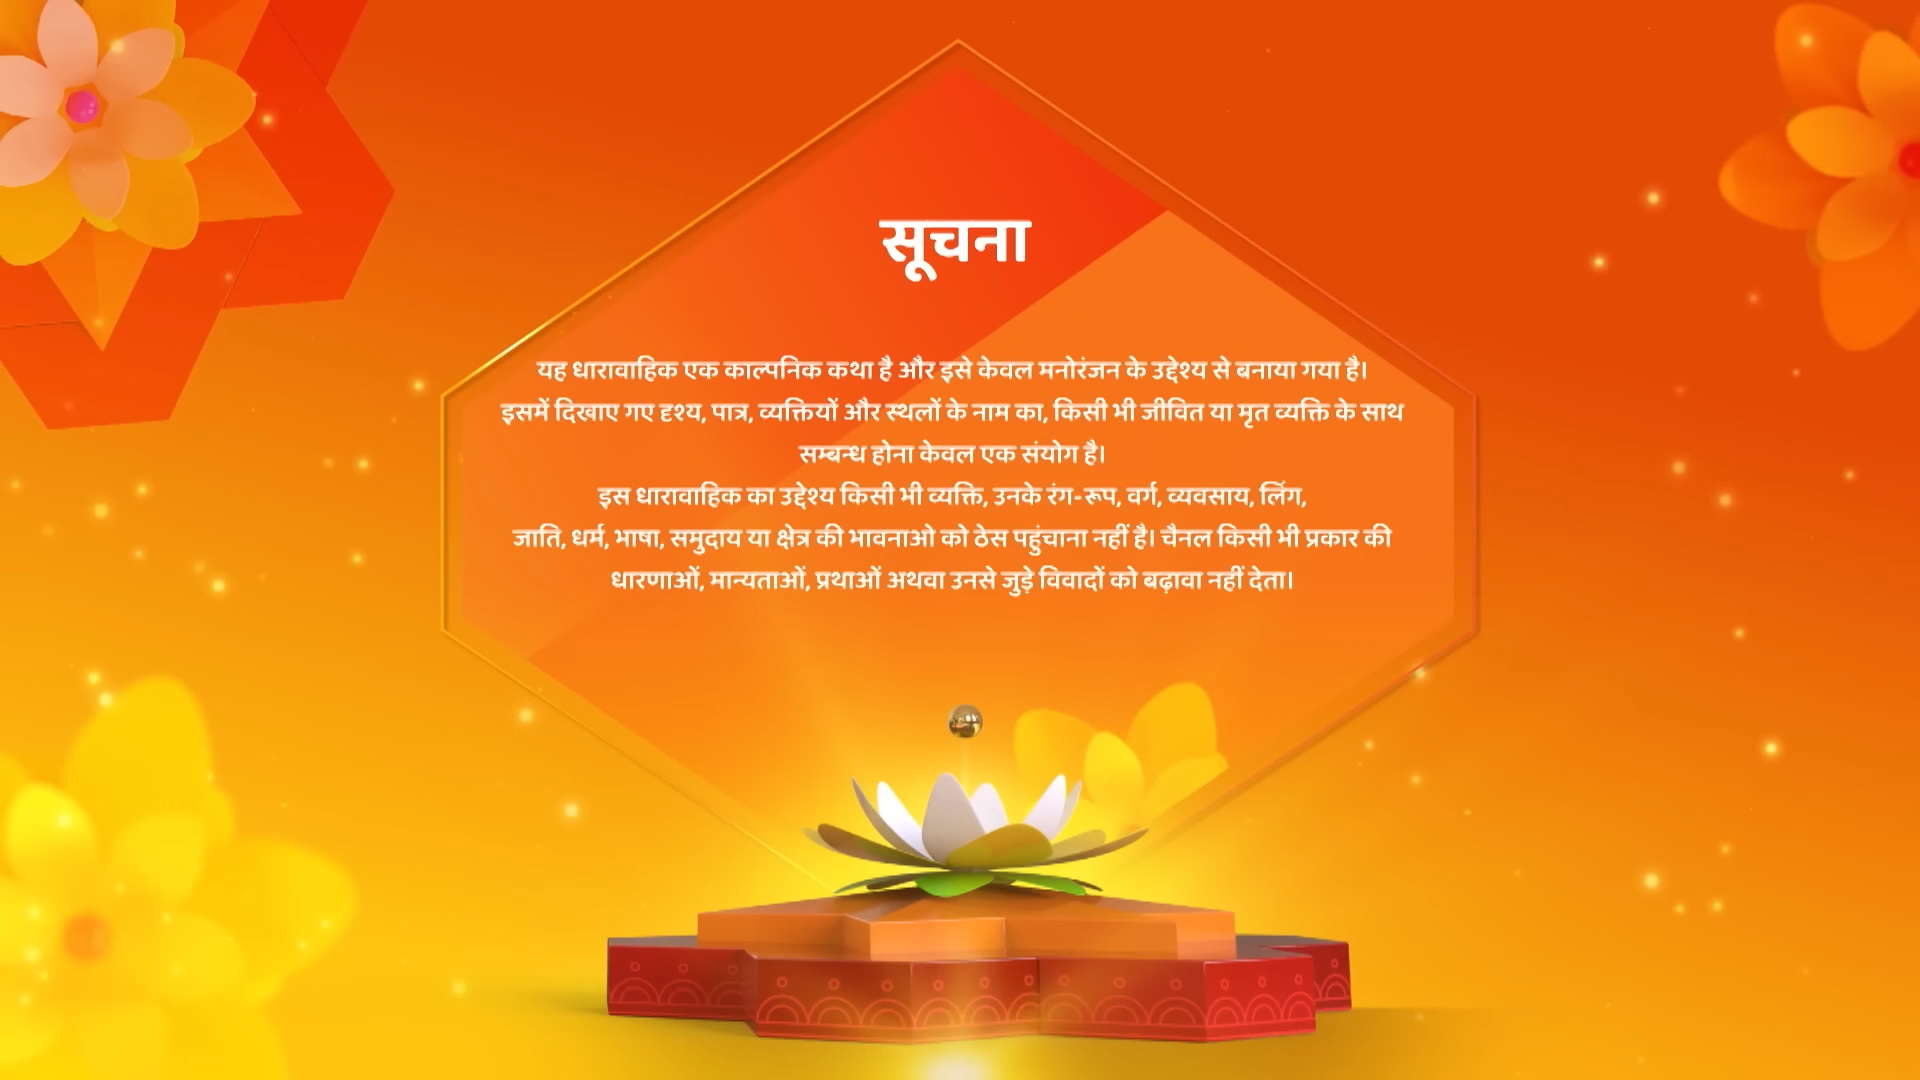 सूचना
यह धारावाहिक एक काल्पनिक कथा है और इसे केवल मनोरंजन के उद्देश्य से बनाया गया है।
इसमें दिखाए गए दृश्य, पात्र, व्यक्तियों और स्थलों के नाम का, किसी भी जीवित या मृत व्यक्ति के साथ
सम्बन्ध होना केवल एक संयोग है।
इस धारावाहिक का उद्देश्य किसी भी व्यक्ति, उनके रंग-रूप, वर्ग, व्यवसाय, लिंग,
जाति, धर्म, भाषा, समुदाय या क्षेत्र की भावनाओ को ठेस पहुंचाना नहीं है। चैनल किसी भी प्रकार की
धारणाओं, मान्यताओं, प्रथाओं अथवा उनसे जुड़े विवादों को बढ़ावा नहीं देता।